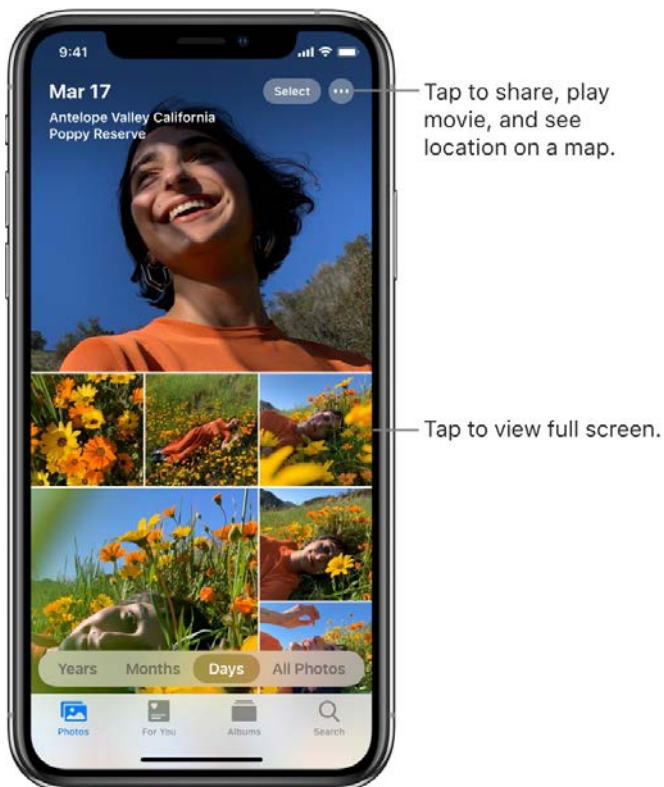 9:41
Mar 17
Select
Antelope Valley California
Poppy Reserve
Tap to share, play
movie, and see
location on a map.
Tap to view full screen.
Years Months Days All Photos
Photos For You Albums Search